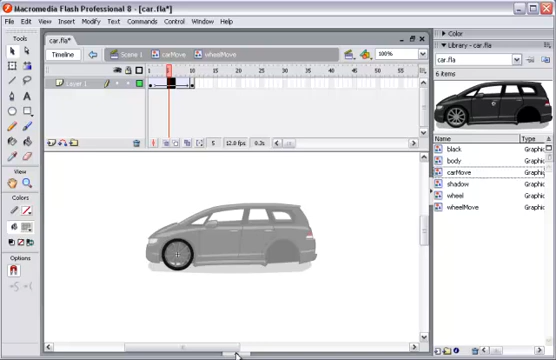 Macromedia Flash Professional 8 - [car.fla*]
File Edit View Insert Modify Text Commands Control Window Help
Tools
car.fla*
Color
Library - car.fla
Timeline Scene 1 carMove wheelMove 100%
car.fla
6 items
1 5 10 15 20 25 30 35 40 45 50 55
Layer 1
5 12.0 fps 0.3s
View
Colors
Options
Name Type
black Graphic
body Graphic
carMove Graphic
shadow Graphic
wheel Graphic
wheelMove Graphic